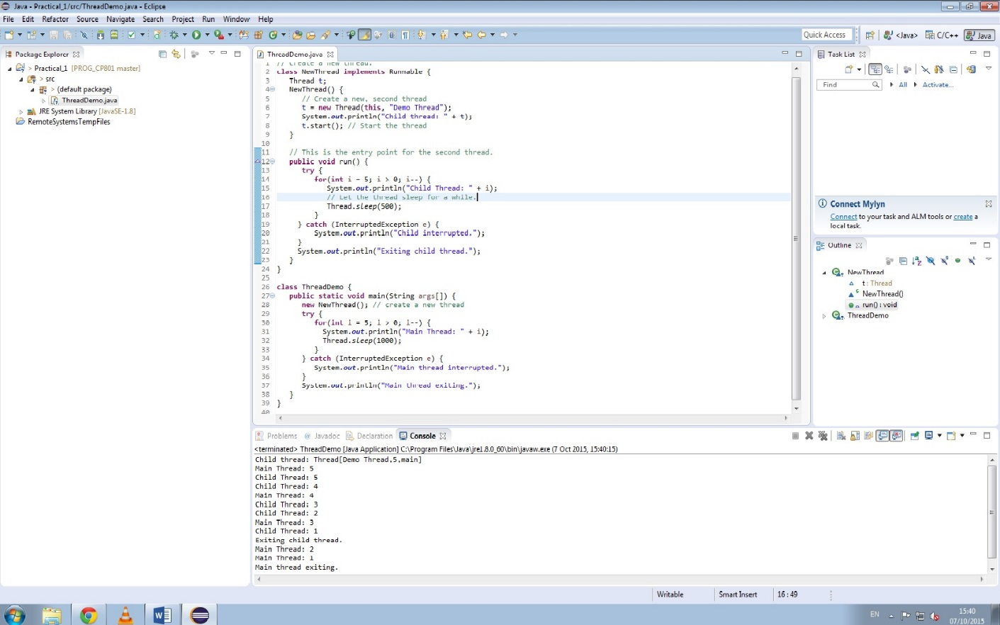 Java - Practical_1/src/ThreadDemo.java - Eclipse
File Edit Refactor Source Navigate Search Project Run Window Help
Quick Access <Java> C/C++ Java
Package Explorer
> Practical_1 [PROG_CP801 master]
> src
> (default package)
> ThreadDemo.java
JRE System Library [JavaSE-1.8]
RemoteSystemsTempFiles
ThreadDemo.java
1 // Create a new thread.
2 class NewThread implements Runnable {
3 Thread t;
4 NewThread() {
5 // Create a new, second thread
6 t = new Thread(this, "Demo Thread");
7 System.out.println("Child thread: " + t);
8 t.start(); // Start the thread
9 }
10
11 // This is the entry point for the second thread.
12 public void run() {
13 try {
14 for(int i = 5; i > 0; i--) {
15 System.out.println("Child Thread: " + i);
16 // Let the thread sleep for a while.
17 Thread.sleep(500);
18 }
19 } catch (InterruptedException e) {
20 System.out.println("Child interrupted.");
21 }
22 System.out.println("Exiting child thread.");
23 }
24 }
25
26 class ThreadDemo {
27 public static void main(String args[]) {
28 new NewThread(); // create a new thread
29 try {
30 for(int i = 5; i > 0; i--) {
31 System.out.println("Main Thread: " + i);
32 Thread.sleep(1000);
33 }
34 } catch (InterruptedException e) {
35 System.out.println("Main thread interrupted.");
36 }
37 System.out.println("Main thread exiting.");
38 }
39 }
40
Task List
Find All Activate...
Connect Mylyn
Connect to your task and ALM tools or create a
local task.
Outline
NewThread
t : Thread
NewThread()
run() : void
ThreadDemo
Problems @ Javadoc Declaration Console
<terminated> ThreadDemo [Java Application] C:\Program Files\Java\jre1.8.0_60\bin\javaw.exe (7 Oct 2015, 15:40:15)
Child thread: Thread[Demo Thread,5,main]
Main Thread: 5
Child Thread: 5
Child Thread: 4
Main Thread: 4
Child Thread: 3
Child Thread: 2
Main Thread: 3
Child Thread: 1
Exiting child thread.
Main Thread: 2
Main Thread: 1
Main thread exiting.
Writable Smart Insert 16 : 49
EN 15:40
07/10/2015